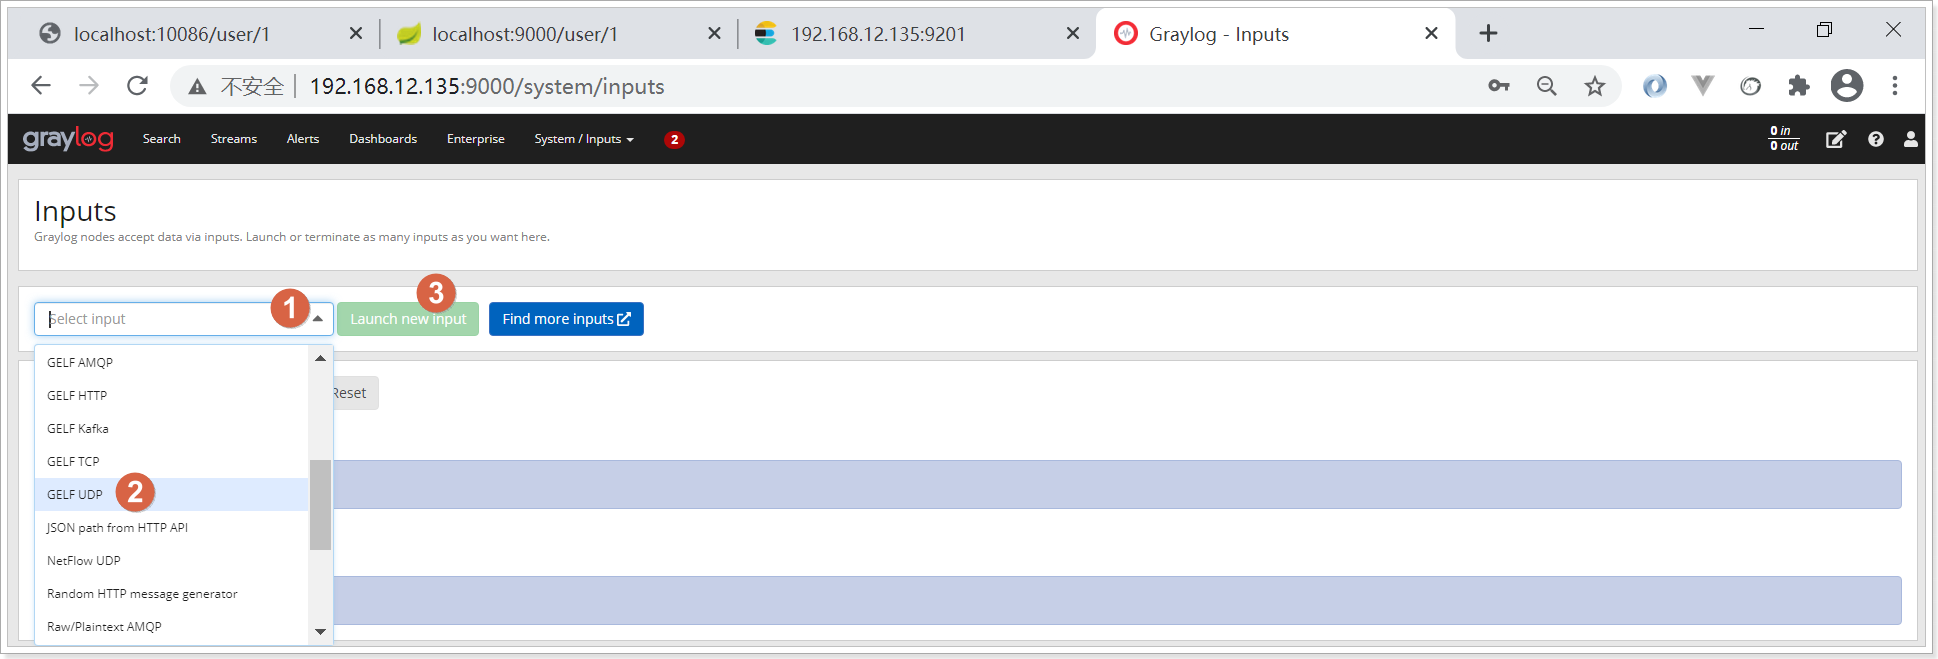 localhost:10086/user/1
localhost:9000/user/1
192.168.12.135:9201
Graylog - Inputs
不安全
192.168.12.135:9000/system/inputs
graylog
Search
Streams
Alerts
Dashboards
Enterprise
System / Inputs
2
0 in
0 out
Inputs
Graylog nodes accept data via inputs. Launch or terminate as many inputs as you want here.
Select input
1
Launch new input
3
Find more inputs
GELF AMQP
Reset
GELF HTTP
GELF Kafka
GELF TCP
GELF UDP
2
JSON path from HTTP API
NetFlow UDP
Random HTTP message generator
Raw/Plaintext AMQP